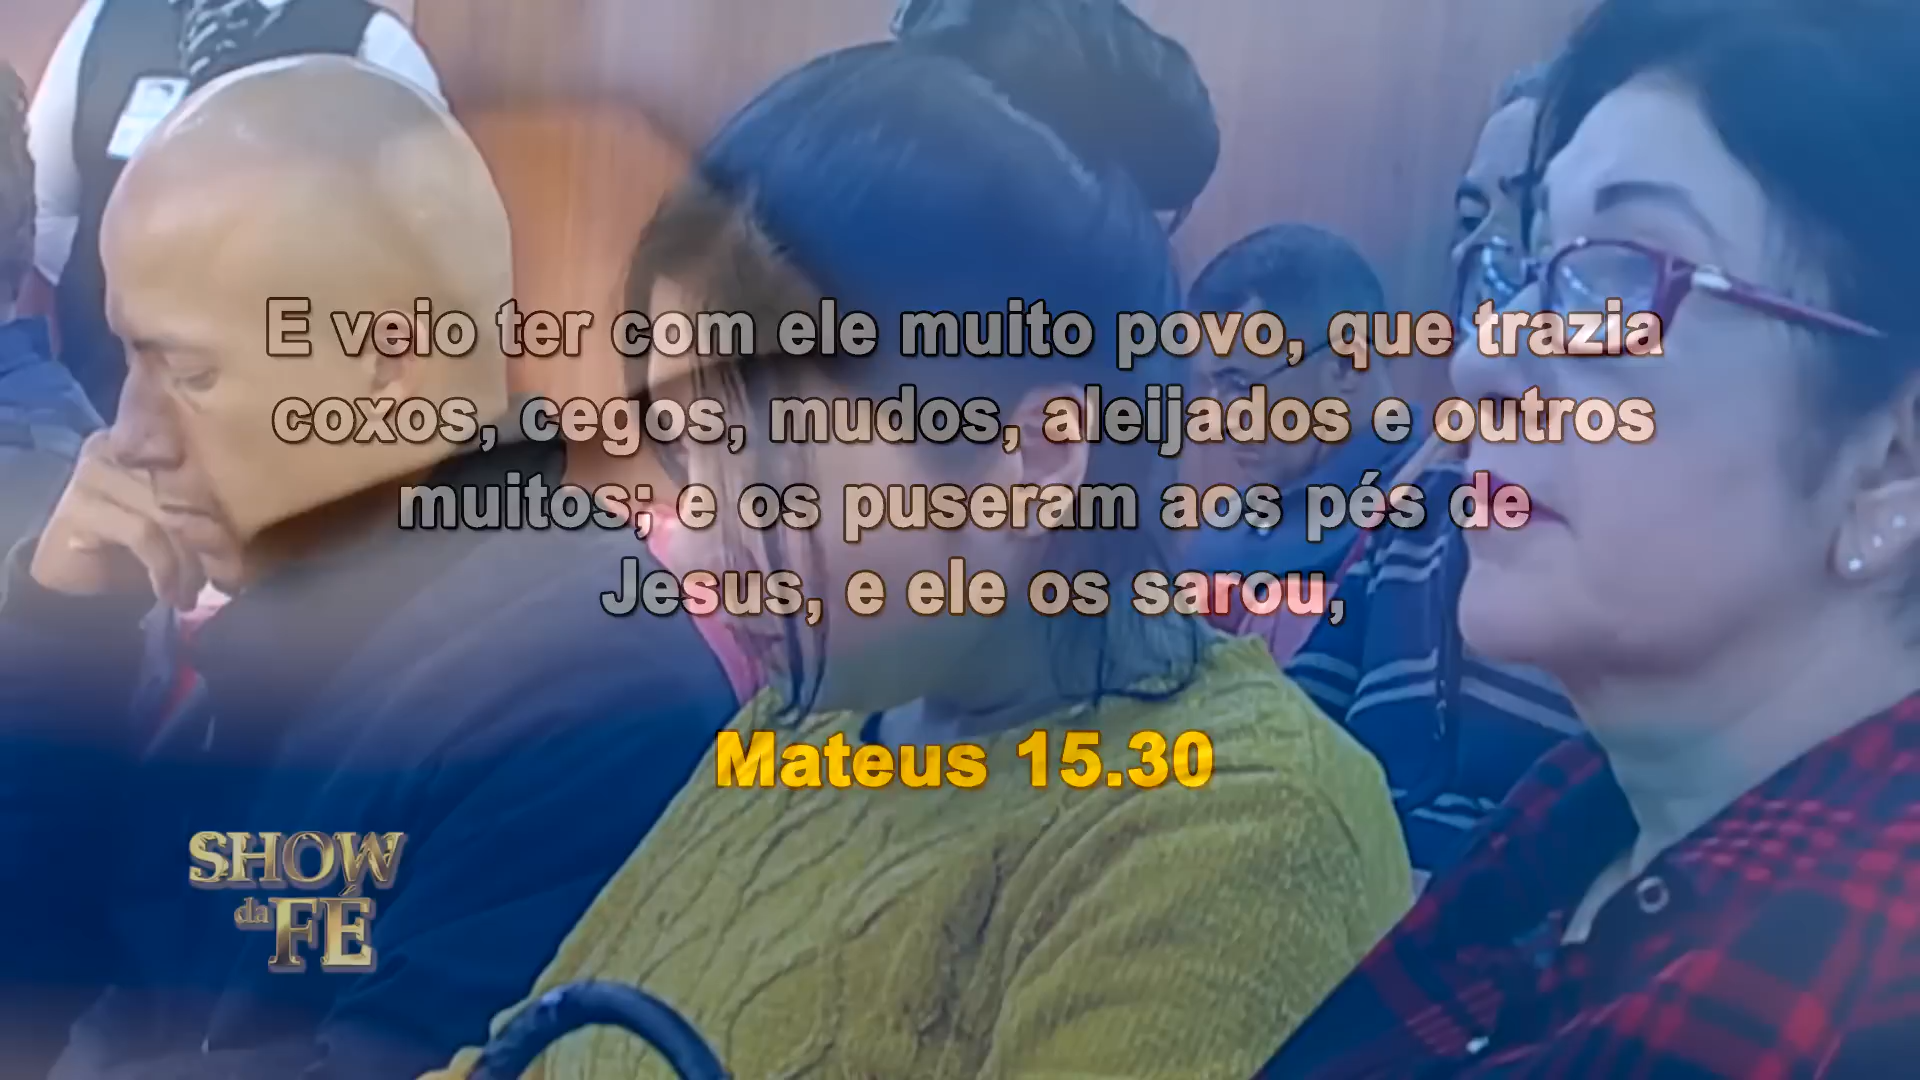 E veio ter com ele muito povo, que trazia
coxos, cegos, mudos, aleijados e outros
muitos; e os puseram aos pés de
Jesus, e ele os sarou,
Mateus 15.30
SHOW
da FÉ